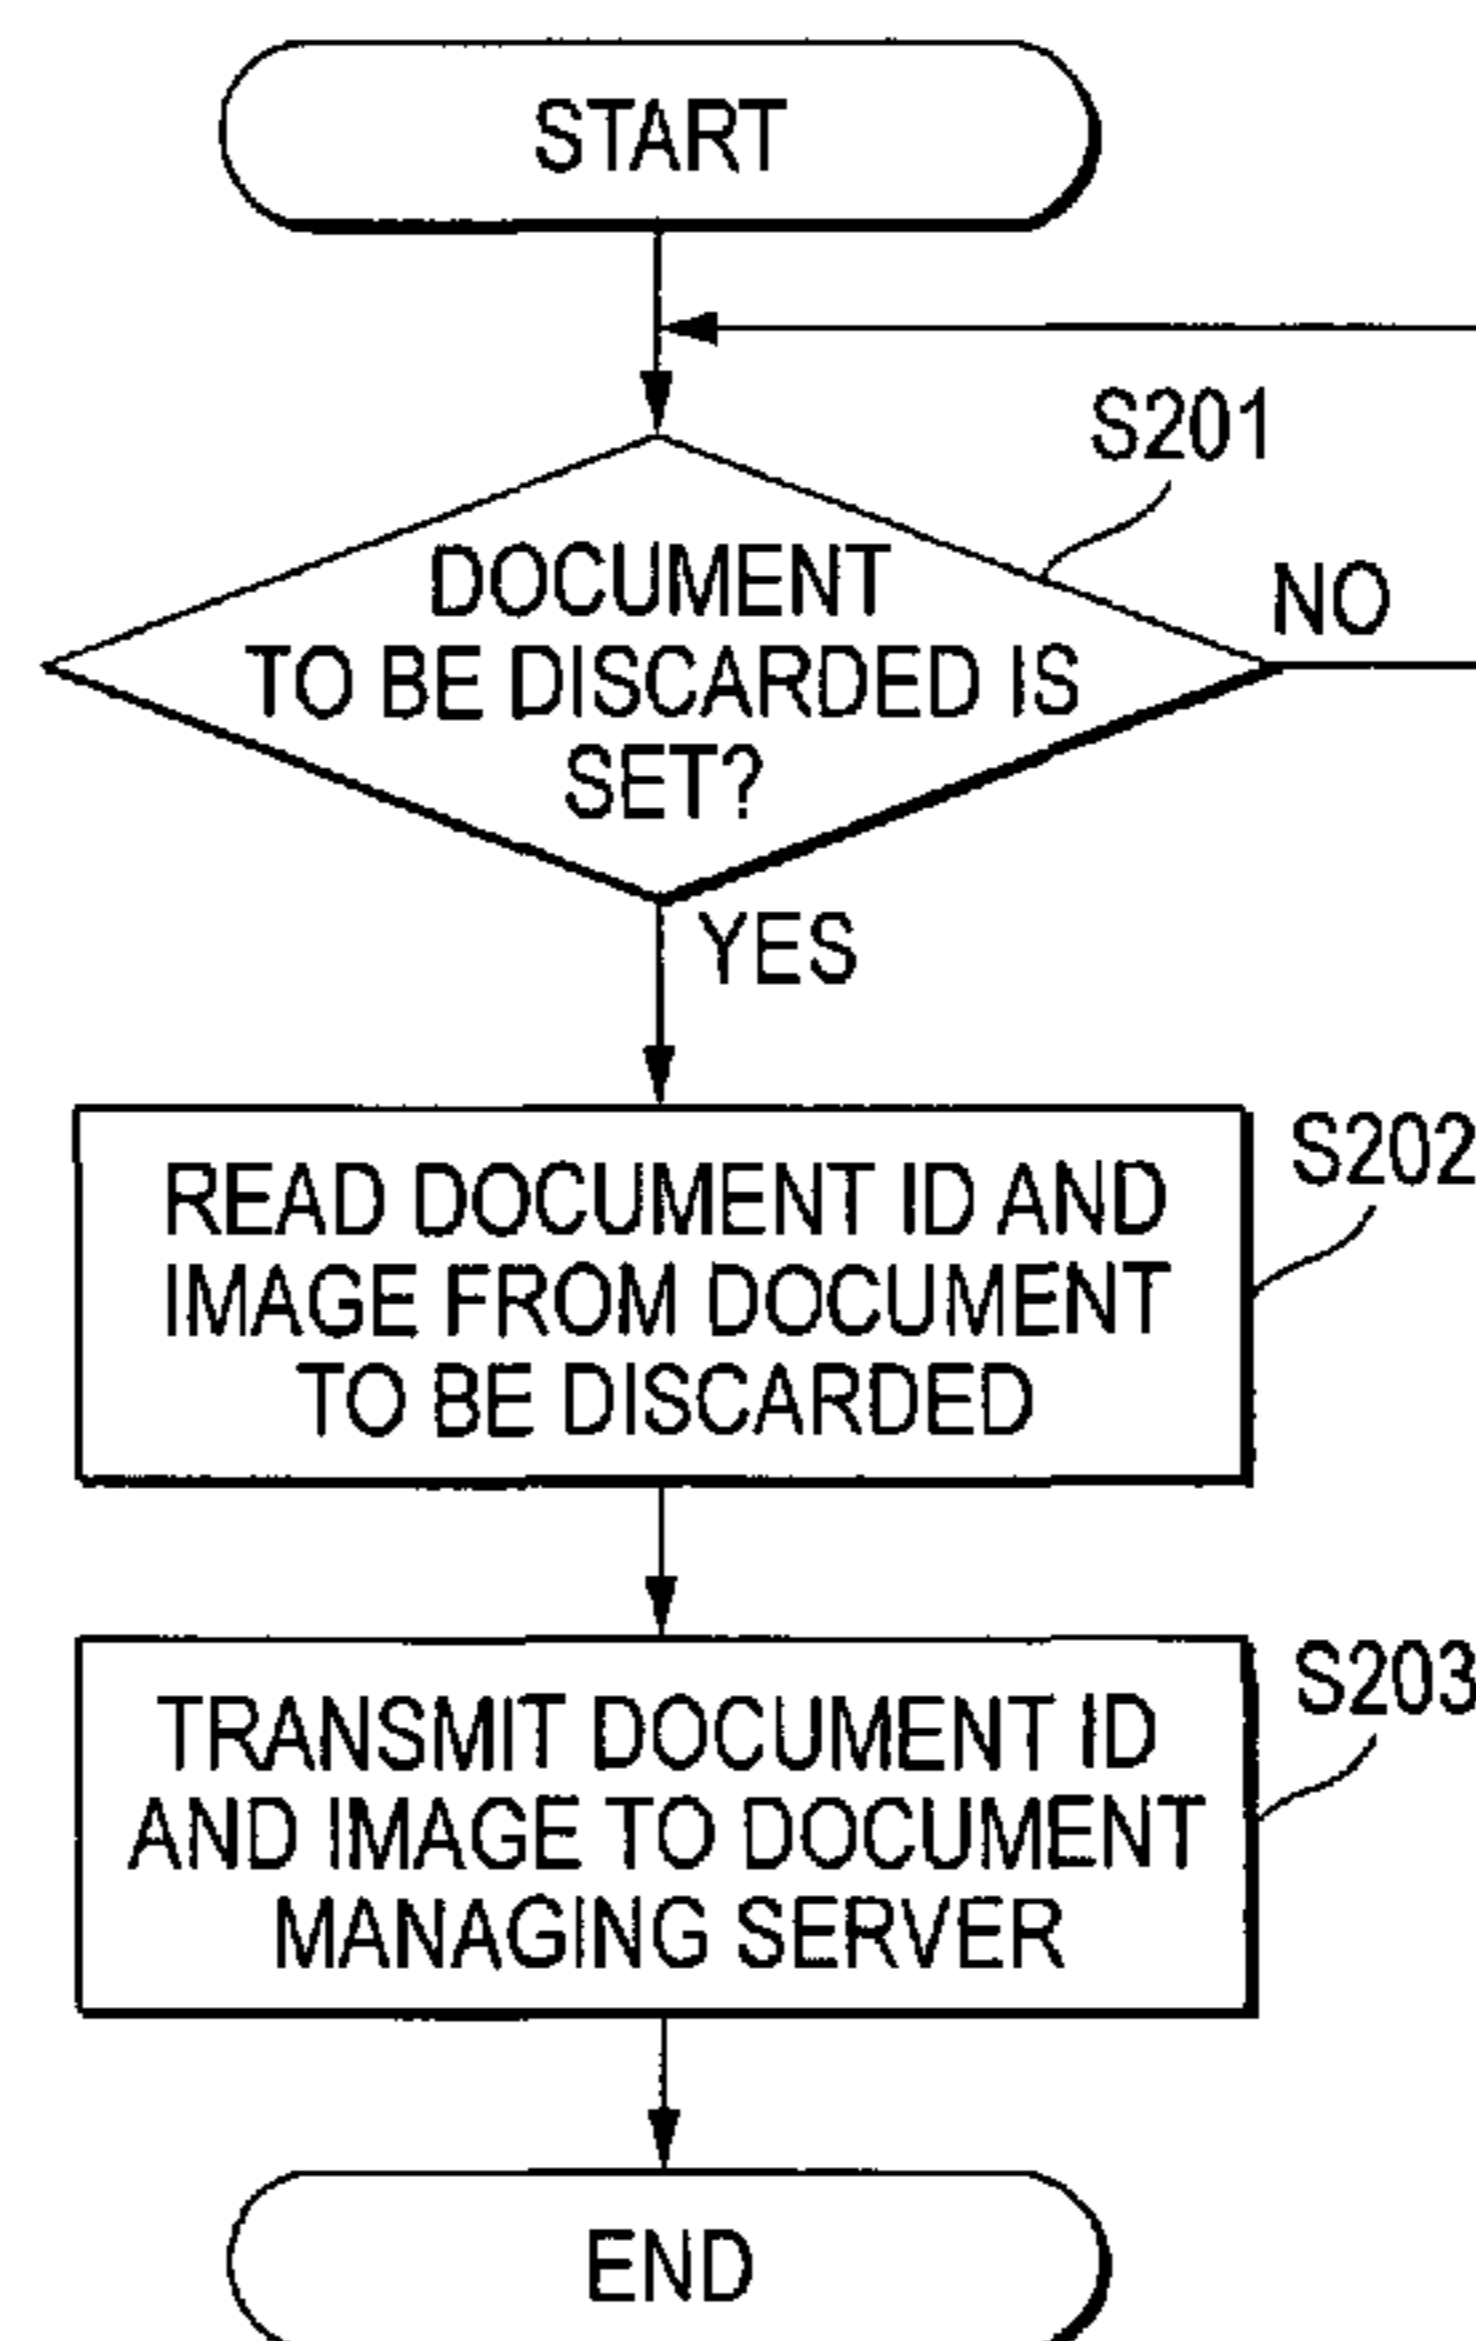 START
S201
DOCUMENT
TO BE DISCARDED IS
SET?
NO
YES
S202
READ DOCUMENT ID AND
IMAGE FROM DOCUMENT
TO BE DISCARDED
S203
TRANSMIT DOCUMENT ID
AND IMAGE TO DOCUMENT
MANAGING SERVER
END